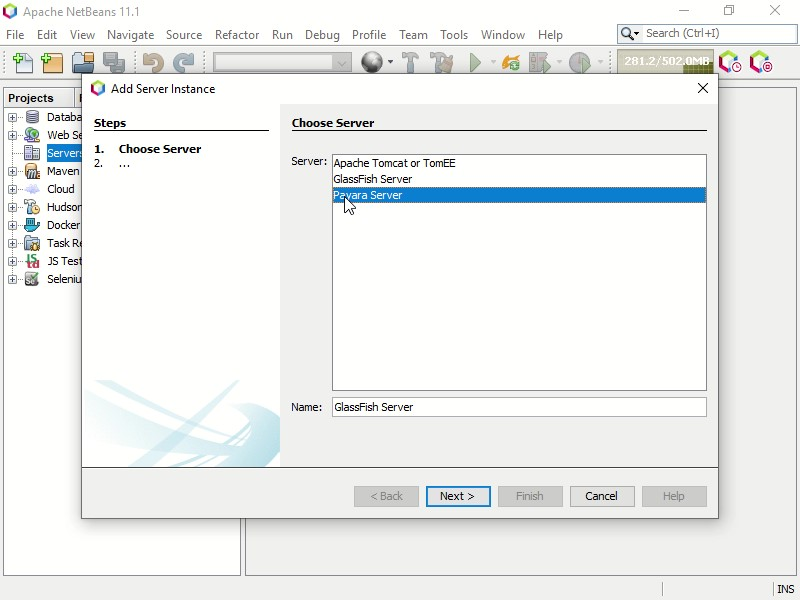 Apache NetBeans 11.1
File Edit View Navigate Source Refactor Run Debug Profile Team Tools Window Help
Search (Ctrl+I)
281.2/502.0MB
Add Server Instance
Projects
Databa
Web Se
Servers
Maven
Cloud
Hudson
Docker
Task Re
JS Test
Seleniu
Steps
1. Choose Server
2. ...
Choose Server
Server:
Apache Tomcat or TomEE
GlassFish Server
Payara Server
Name: GlassFish Server
< Back Next > Finish Cancel Help
INS